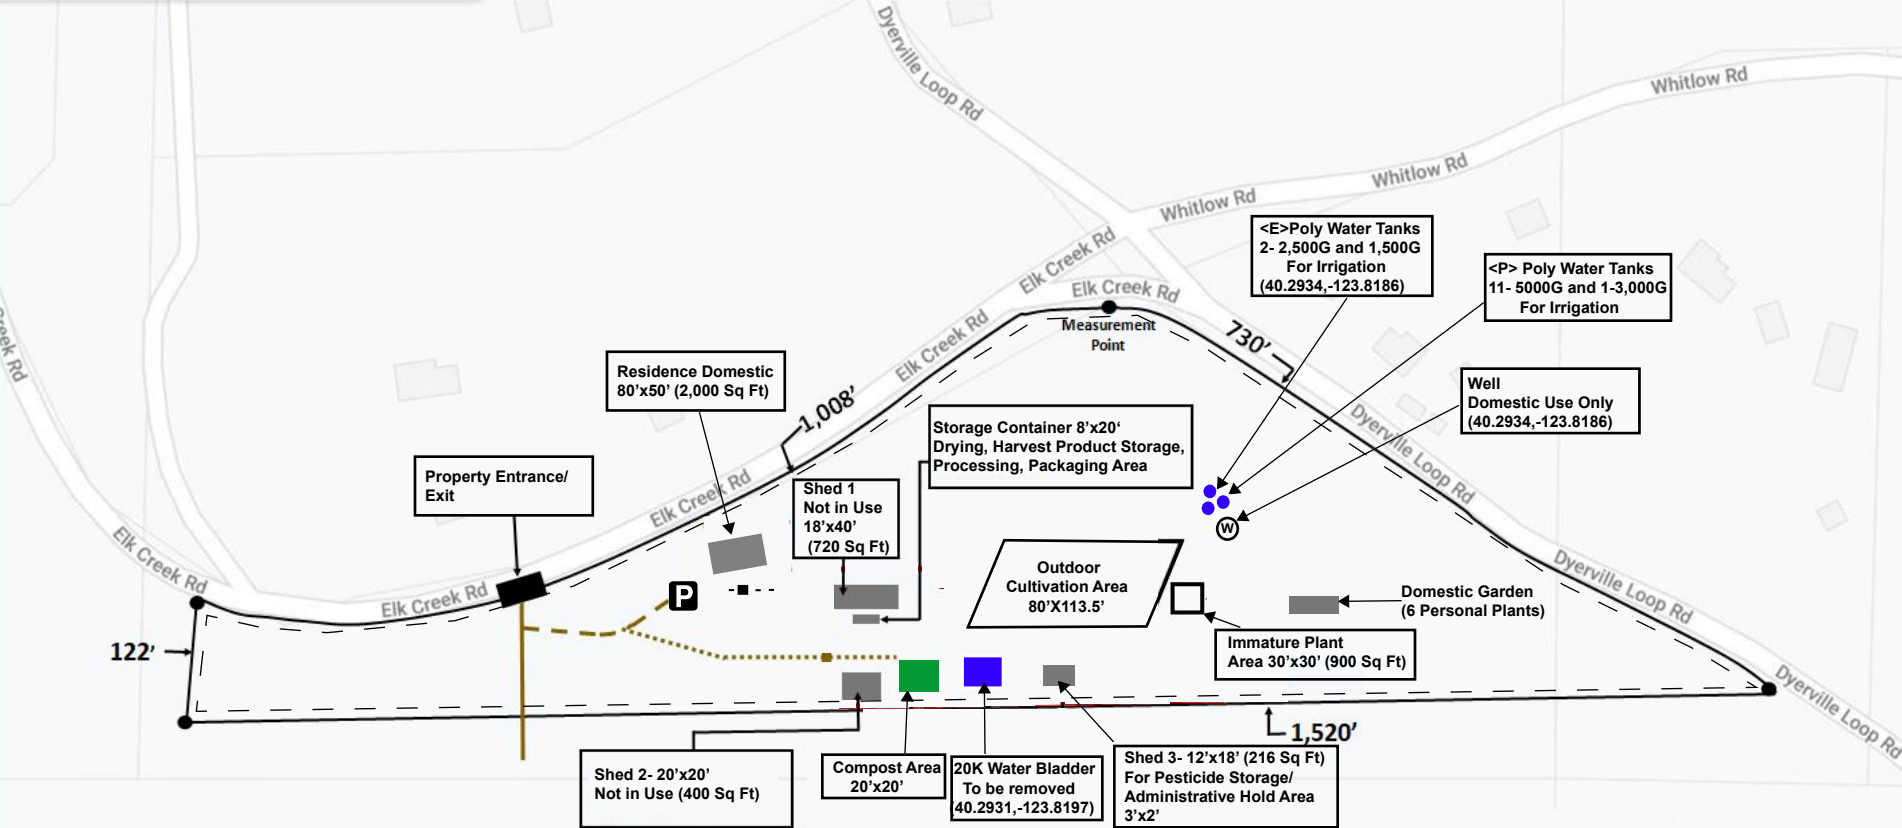 Dyerville Loop Rd
Whitlow Rd
Whitlow Rd
Whitlow Rd
<E>Poly Water Tanks
2- 2,500G and 1,500G
For Irrigation
(40.2934,-123.8186)
<P> Poly Water Tanks
11- 5000G and 1-3,000G
For Irrigation
Elk Creek Rd
Elk Creek Rd
Elk Creek Rd
Creek Rd
Measurement
Point
730’
Residence Domestic
80’x50’ (2,000 Sq Ft)
1,008’
Well
Domestic Use Only
(40.2934,-123.8186)
Dyerville Loop Rd
Storage Container 8’x20‘
Drying, Harvest Product Storage,
Processing, Packaging Area
Property Entrance/
Exit
Elk Creek Rd
Shed 1
Not in Use
18’x40’
(720 Sq Ft)
W
Elk Creek Rd
Elk Creek Rd
P
Outdoor
Cultivation Area
80’X113.5’
Dyerville Loop Rd
Domestic Garden
(6 Personal Plants)
Immature Plant
Area 30’x30’ (900 Sq Ft)
122’
Dyerville Loop Rd
1,520’
Shed 2- 20’x20’
Not in Use (400 Sq Ft)
Compost Area
20’x20’
20K Water Bladder
To be removed
(40.2931,-123.8197)
Shed 3- 12’x18’ (216 Sq Ft)
For Pesticide Storage/
Administrative Hold Area
3’x2’